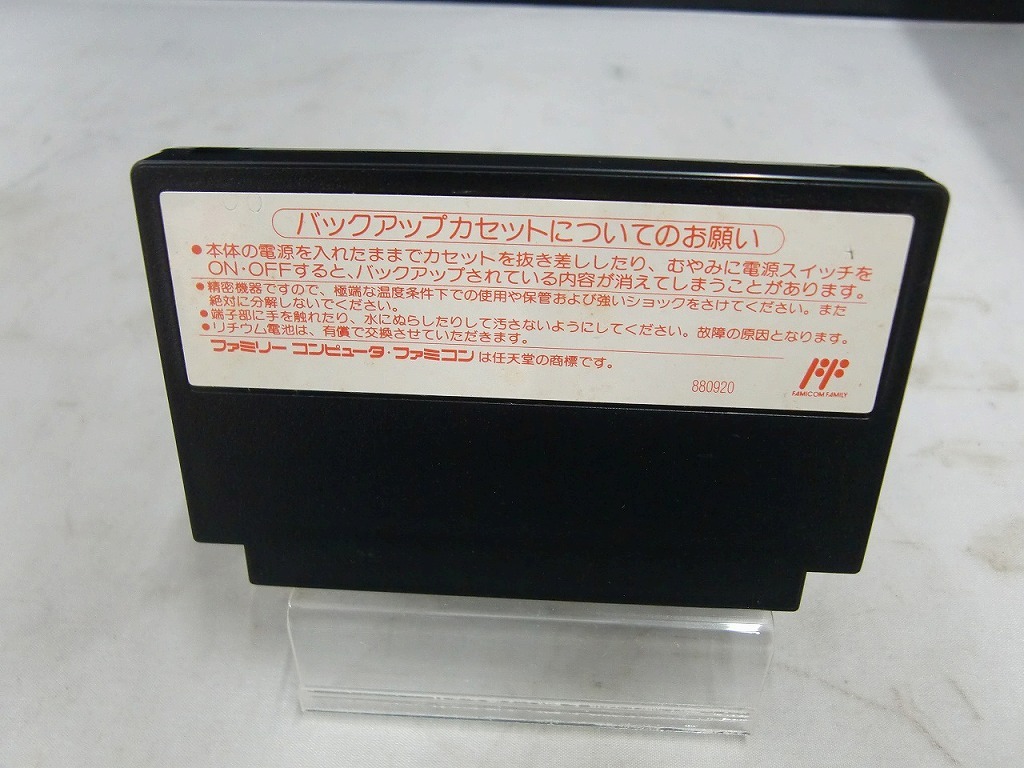 バックアップカセットについてのお願い
●本体の電源を入れたままでカセットを抜き差ししたり、むやみに電源スイッチを
ON・OFFすると、バックアップされている内容が消えてしまうことがあります。
●精密機器ですので、極端な温度条件下での使用や保管および強いショックをさけてください。また
絶対に分解しないでください。
●端子部に手を触れたり、水にぬらしたりして汚さないようにしてください。故障の原因となります。
●リチウム電池は、有償で交換させていただきます。
ファミリー コンピュータ・ファミコンは任天堂の商標です。
880920
FAMICOM FAMILY